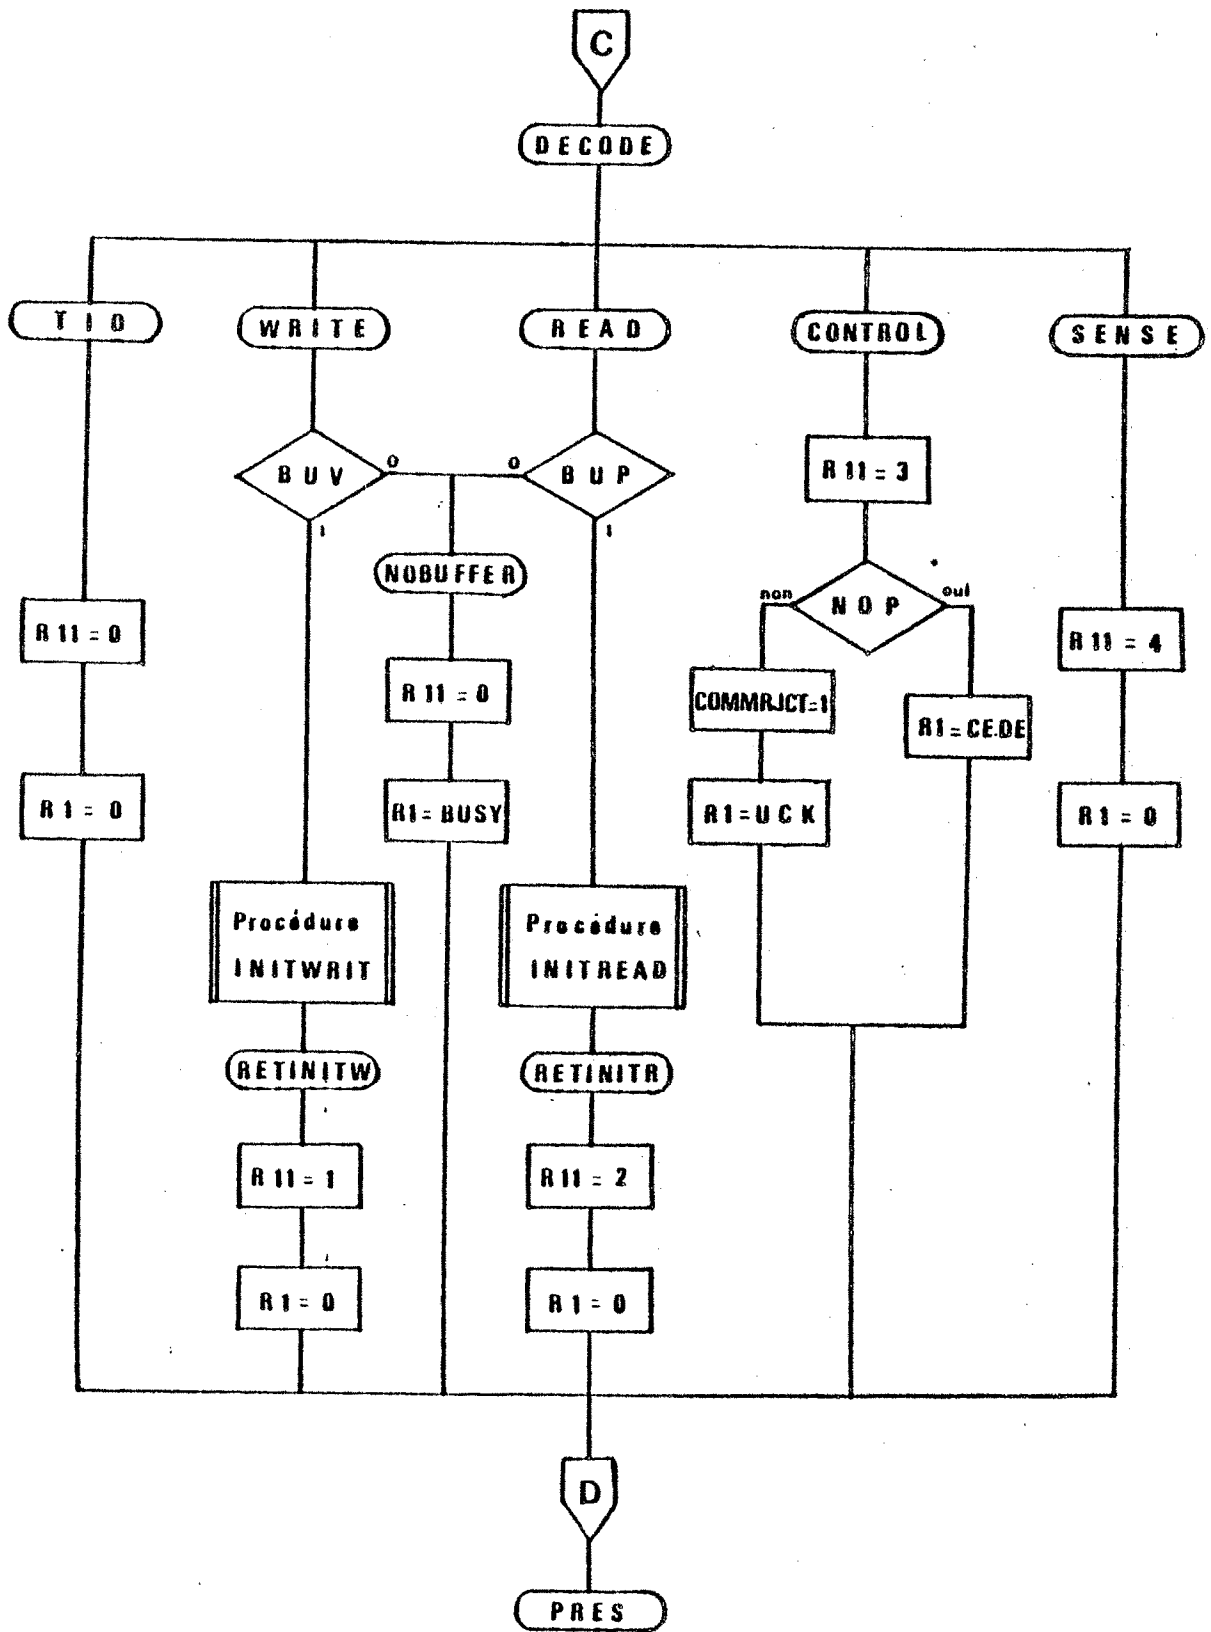 C
DECODE
TIO
WRITE
READ
CONTROL
SENSE
BUV
0
0
BUP
R11=3
1
1
NOBUFFER
non
NOP
oui
R11=0
R11=4
R11=0
COMMRJCT=1
R1=CE.DE
R1=0
R1=BUSY
R1=UCK
R1=0
Procédure
INITWRIT
Procédure
INITREAD
RETINITW
RETINITR
R11=1
R11=2
R1=0
R1=0
D
PRES